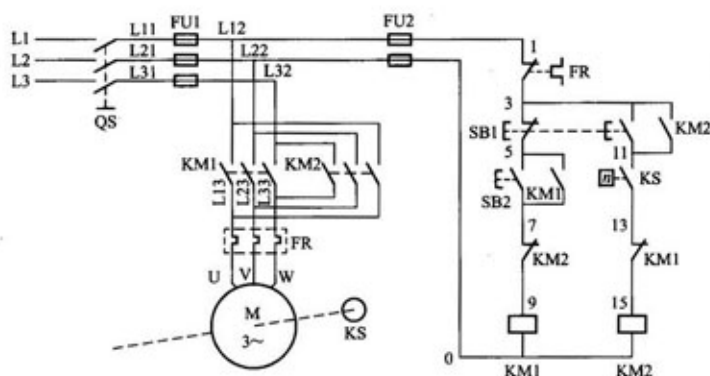 L1 L11 FU1 L12 FU2
L2 L21 L22 1
L3 L31 L32 FR
QS 3
SB1 KM2
KM1 KM2 5 11
L13 L23 L33 KM1 n KS
SB2
FR 7 13
U V W KM2 KM1
M 9 15
3～ KS
0
KM1 KM2